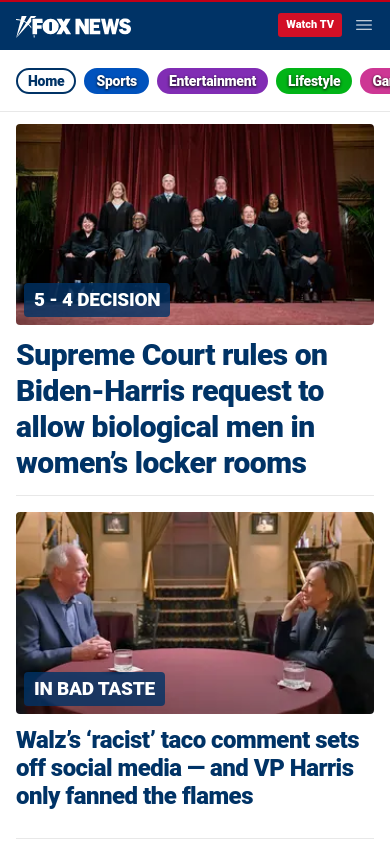 FOX NEWS
Watch TV
Home
Sports
Entertainment
Lifestyle
Ga
5 - 4 DECISION
Supreme Court rules on
Biden-Harris request to
allow biological men in
women’s locker rooms
IN BAD TASTE
Walz’s ‘racist’ taco comment sets
off social media — and VP Harris
only fanned the flames